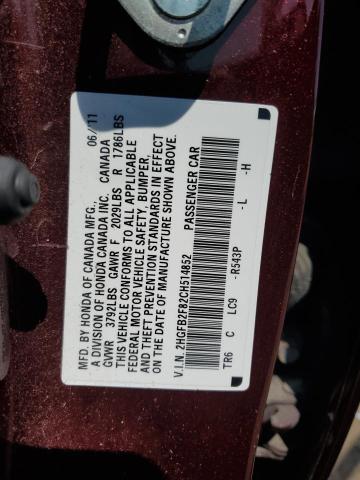 MFD. BY HONDA OF CANADA MFG., 06/11
A DIVISION OF HONDA CANADA INC. CANADA
GVWR 3792LBS GAWR F 2029LBS R 1786LBS
THIS VEHICLE CONFORMS TO ALL APPLICABLE
FEDERAL MOTOR VEHICLE SAFETY, BUMPER,
AND THEFT PREVENTION STANDARDS IN EFFECT
ON THE DATE OF MANUFACTURE SHOWN ABOVE.
V.I.N. 2HGFB2F82CH514852 PASSENGER CAR
TR6 C LC9 -R543P -L -H